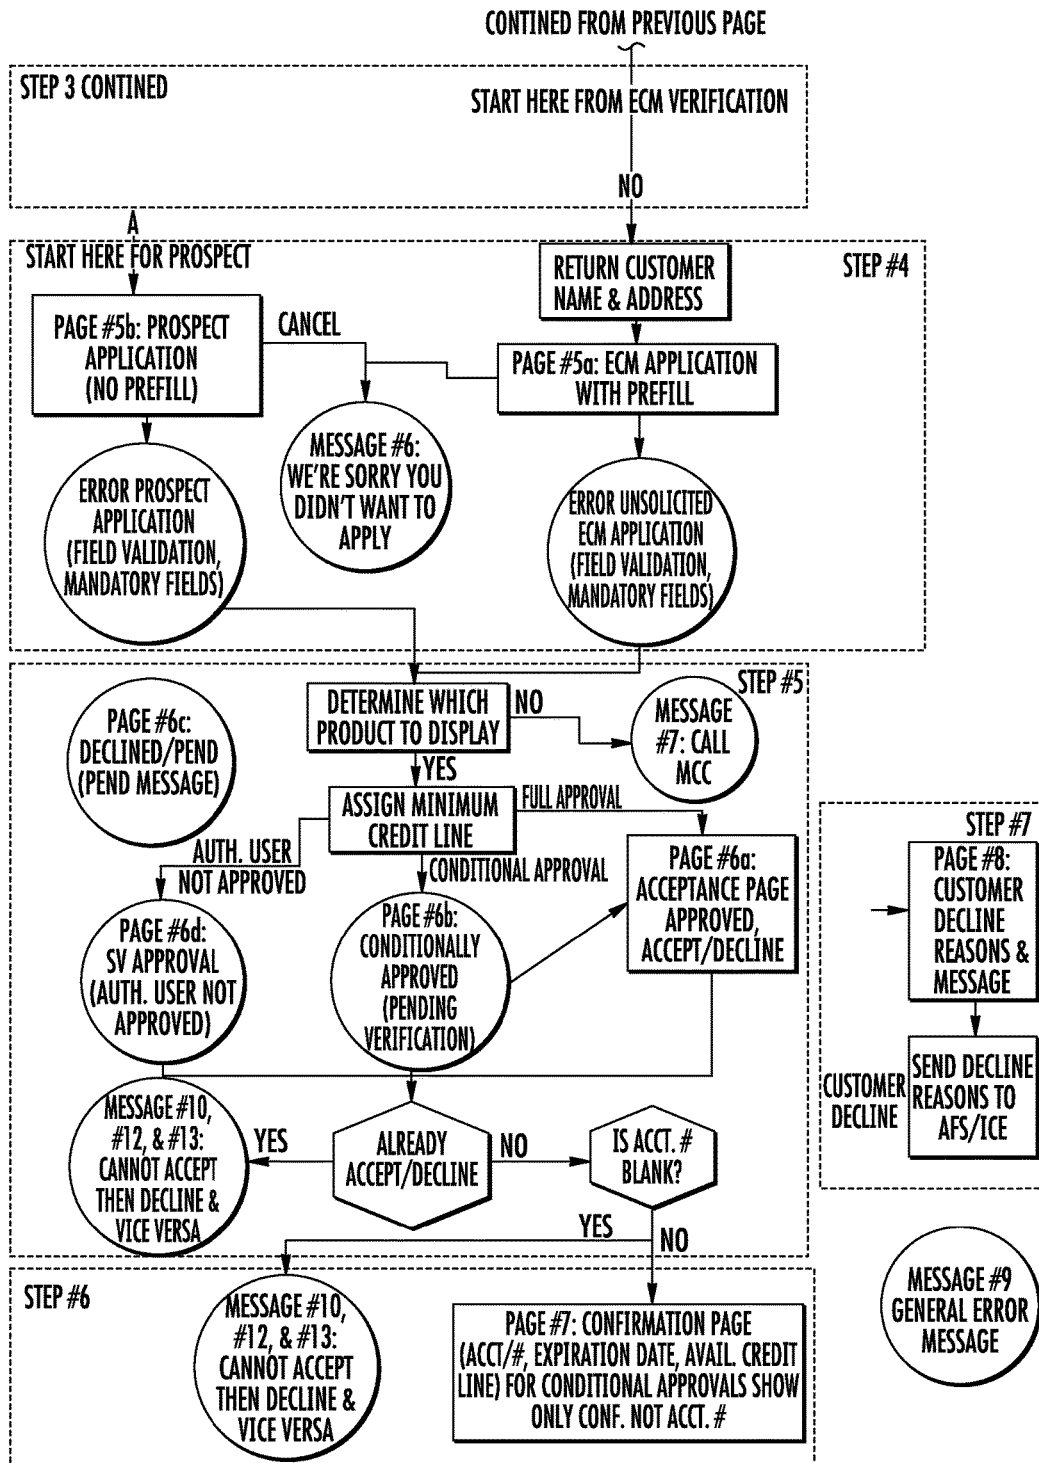 CONTINED FROM PREVIOUS PAGE
STEP 3 CONTINED
START HERE FROM ECM VERIFICATION
NO
A
START HERE FOR PROSPECT
STEP #4
RETURN CUSTOMER
NAME & ADDRESS
PAGE #5b: PROSPECT
APPLICATION
(NO PREFILL)
CANCEL
PAGE #5a: ECM APPLICATION
WITH PREFILL
MESSAGE #6:
WE'RE SORRY YOU
DIDN'T WANT TO
APPLY
ERROR PROSPECT
APPLICATION
(FIELD VALIDATION,
MANDATORY FIELDS)
ERROR UNSOLICITED
ECM APPLICATION
(FIELD VALIDATION,
MANDATORY FIELDS)
STEP #5
PAGE #6c:
DECLINED/PEND
(PEND MESSAGE)
DETERMINE WHICH
PRODUCT TO DISPLAY
NO
MESSAGE
#7: CALL
MCC
YES
ASSIGN MINIMUM
CREDIT LINE
FULL APPROVAL
AUTH. USER
NOT APPROVED
CONDITIONAL APPROVAL
PAGE #6a:
ACCEPTANCE PAGE
APPROVED,
ACCEPT/DECLINE
PAGE #6d:
SV APPROVAL
(AUTH. USER NOT
APPROVED)
PAGE #6b:
CONDITIONALLY
APPROVED
(PENDING
VERIFICATION)
STEP #7
PAGE #8:
CUSTOMER
DECLINE
REASONS &
MESSAGE
CUSTOMER
DECLINE
SEND DECLINE
REASONS TO
AFS/ICE
MESSAGE #10,
#12, & #13:
CANNOT ACCEPT
THEN DECLINE &
VICE VERSA
YES
ALREADY
ACCEPT/DECLINE
NO
IS ACCT. #
BLANK?
YES
NO
STEP #6
MESSAGE #10,
#12, & #13:
CANNOT ACCEPT
THEN DECLINE &
VICE VERSA
PAGE #7: CONFIRMATION PAGE
(ACCT/#, EXPIRATION DATE, AVAIL. CREDIT
LINE) FOR CONDITIONAL APPROVALS SHOW
ONLY CONF. NOT ACCT. #
MESSAGE #9
GENERAL ERROR
MESSAGE